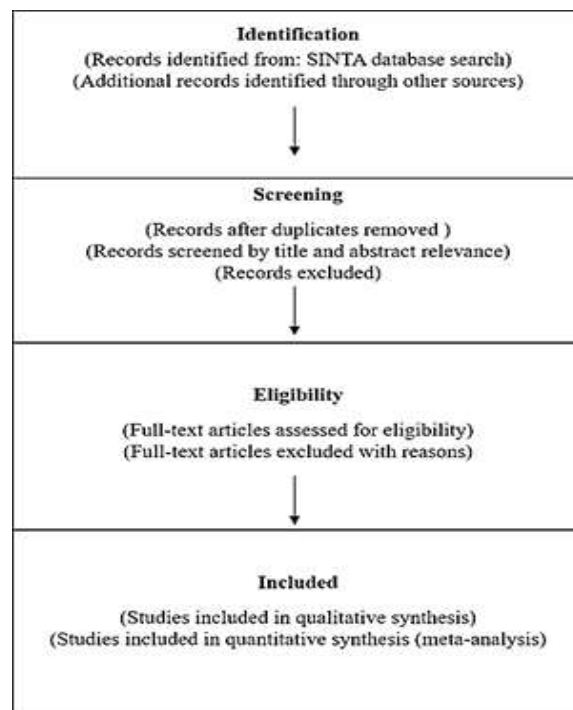 Identification
(Records identified from: SINTA database search)
(Additional records identified through other sources)
Screening
(Records after duplicates removed )
(Records screened by title and abstract relevance)
(Records excluded)
Eligibility
(Full-text articles assessed for eligibility)
(Full-text articles excluded with reasons)
Included
(Studies included in qualitative synthesis)
(Studies included in quantitative synthesis (meta-analysis)